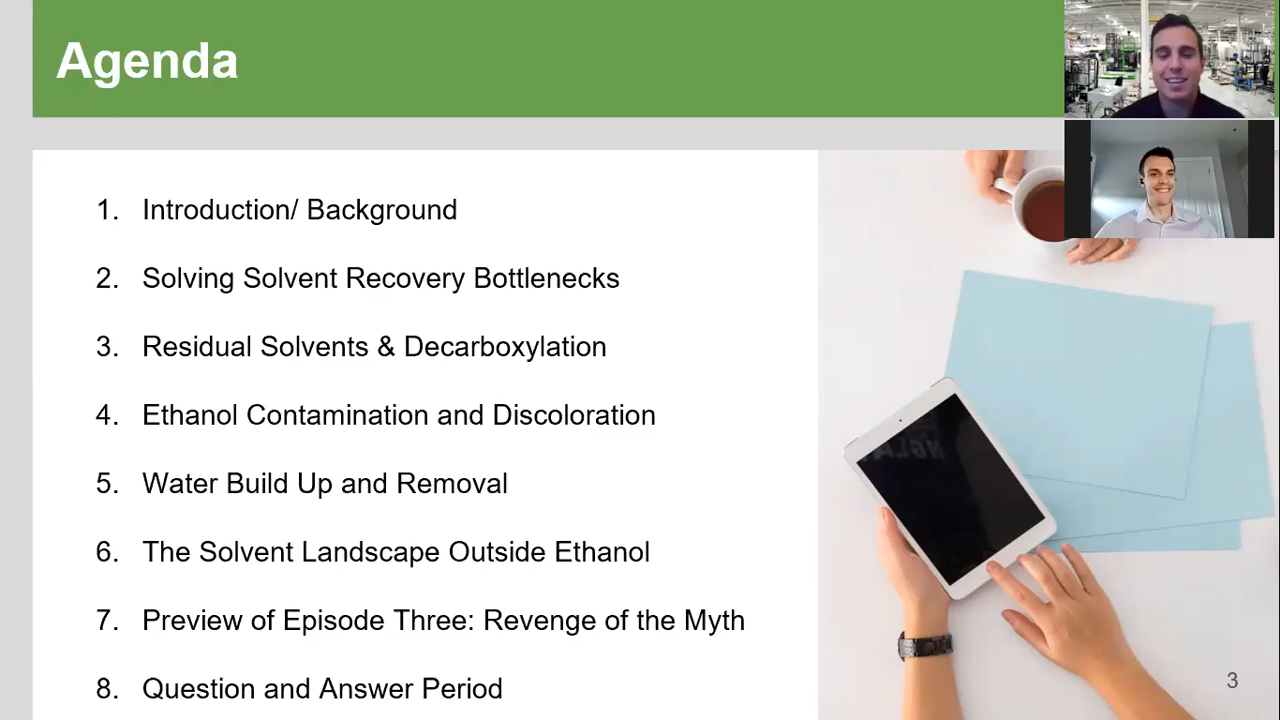 Agenda
1. Introduction/ Background
2. Solving Solvent Recovery Bottlenecks
3. Residual Solvents & Decarboxylation
4. Ethanol Contamination and Discoloration
5. Water Build Up and Removal
6. The Solvent Landscape Outside Ethanol
7. Preview of Episode Three: Revenge of the Myth
8. Question and Answer Period
3